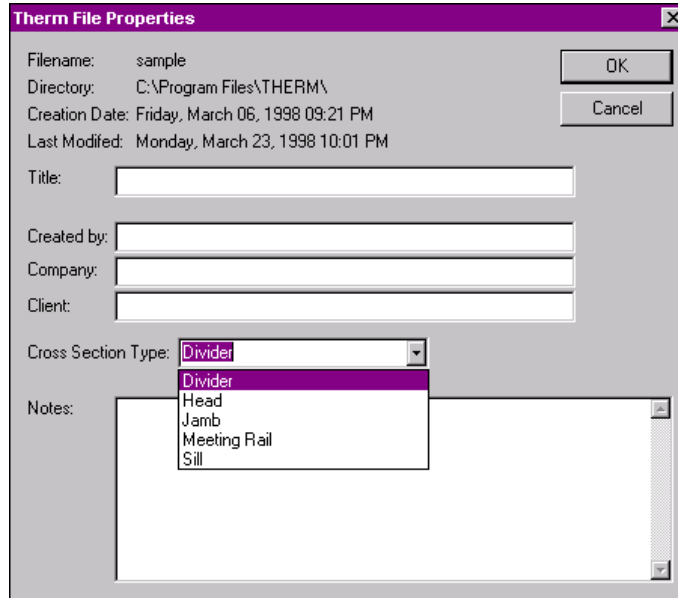 Therm File Properties
Filename: sample
OK
Directory: C:\Program Files\THERM\
Creation Date: Friday, March 06, 1998 09:21 PM
Cancel
Last Modifed: Monday, March 23, 1998 10:01 PM
Title:
Created by:
Company:
Client:
Cross Section Type: Divider
Divider
Head
Jamb
Meeting Rail
Sill
Notes: